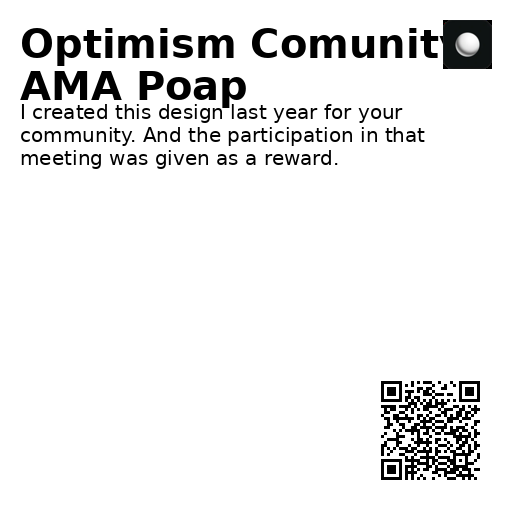 Optimism Comunity
AMA Poap
I created this design last year for your
community. And the participation in that
meeting was given as a reward.